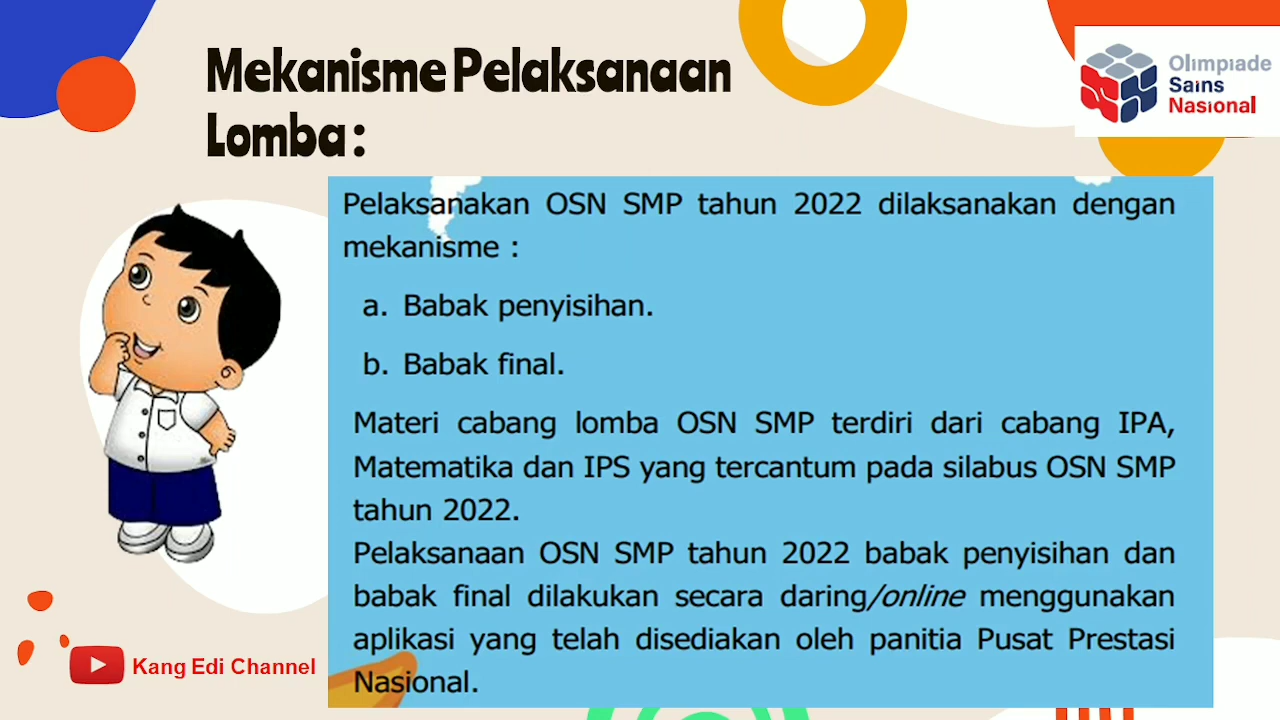 Mekanisme Pelaksanaan
Lomba :
Olimpiade
Sains
Nasional
Pelaksanakan OSN SMP tahun 2022 dilaksanakan dengan
mekanisme :
a. Babak penyisihan.
b. Babak final.
Materi cabang lomba OSN SMP terdiri dari cabang IPA,
Matematika dan IPS yang tercantum pada silabus OSN SMP
tahun 2022.
Pelaksanaan OSN SMP tahun 2022 babak penyisihan dan
babak final dilakukan secara daring/online menggunakan
aplikasi yang telah disediakan oleh panitia Pusat Prestasi
Nasional.
Kang Edi Channel